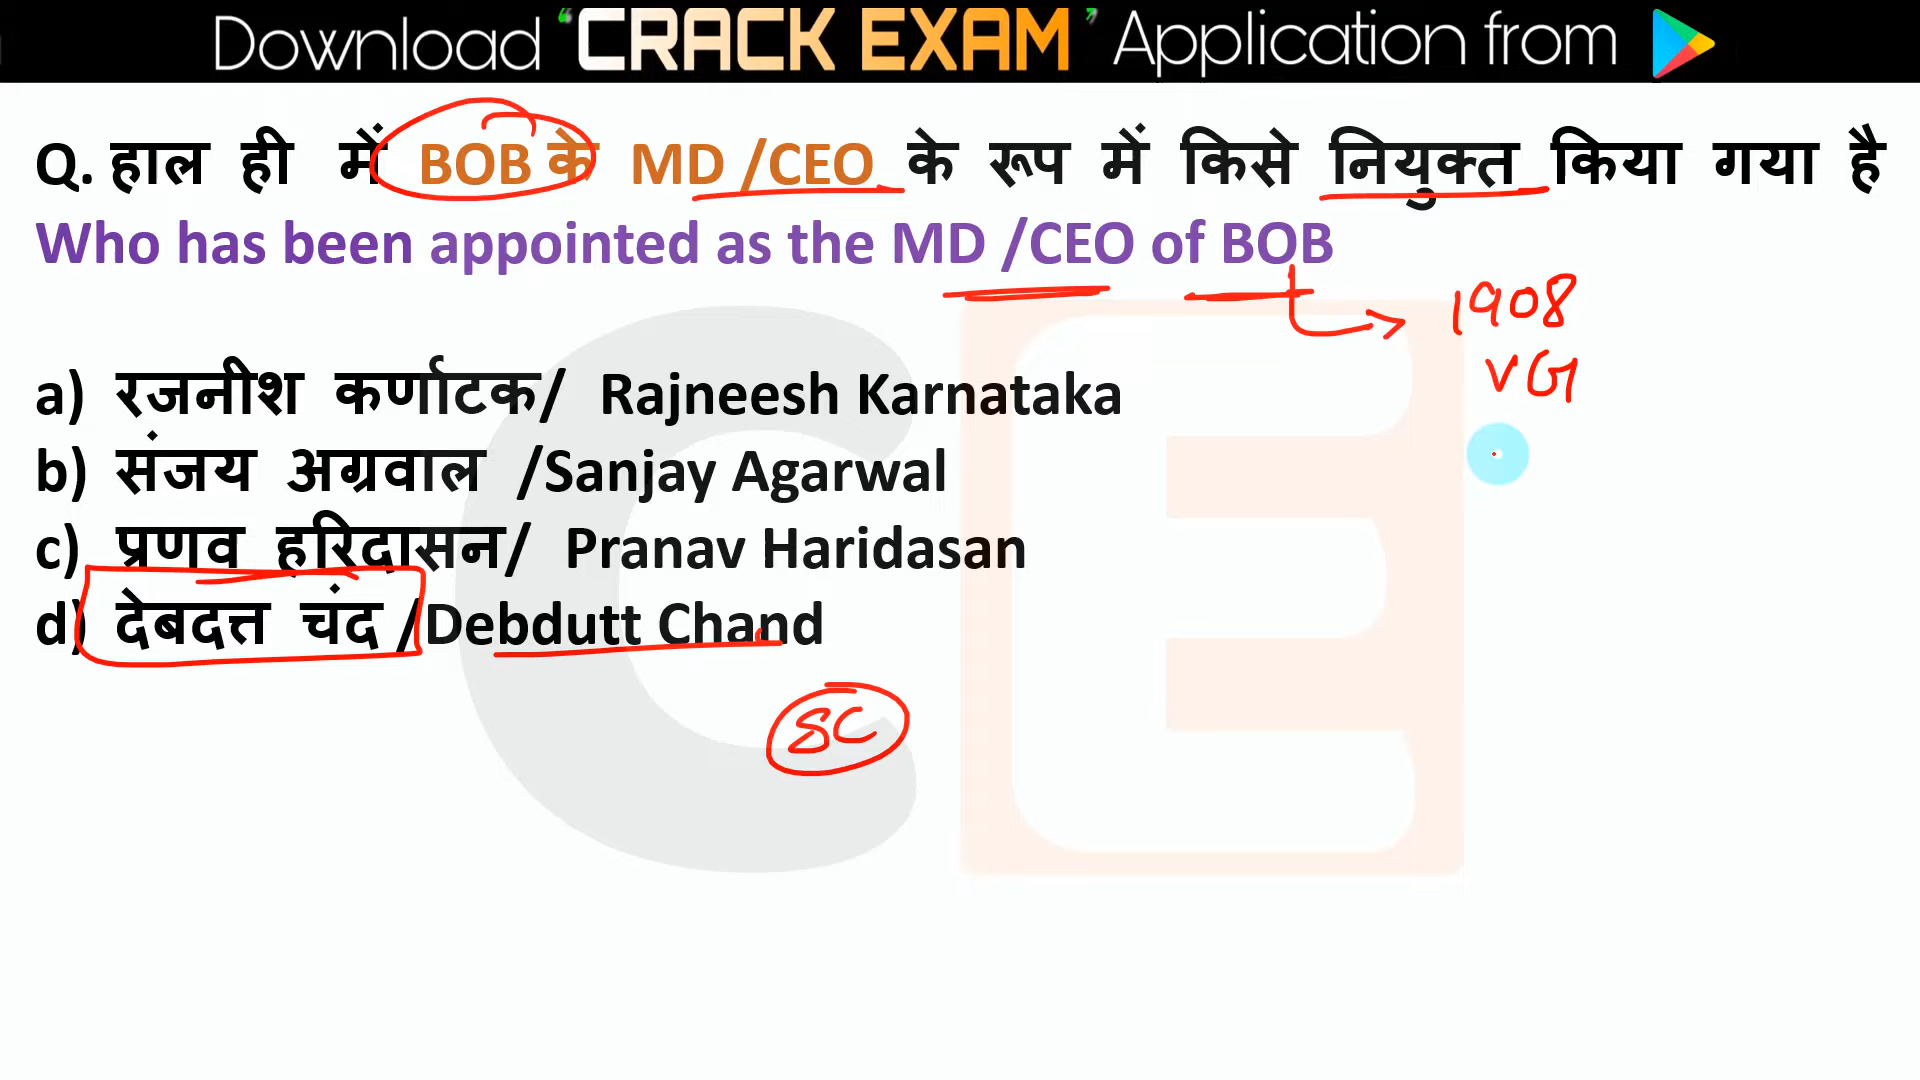 Download ‘CRACK EXAM’ Application from
Q. हाल ही में BOB के MD /CEO के रूप में किसे नियुक्त किया गया है
Who has been appointed as the MD /CEO of BOB
1908
VG
a) रजनीश कर्णाटक/ Rajneesh Karnataka
b) संजय अग्रवाल /Sanjay Agarwal
c) प्रणव हरिदासन/ Pranav Haridasan
d) देबदत्त चंद /Debdutt Chand
SC
CE